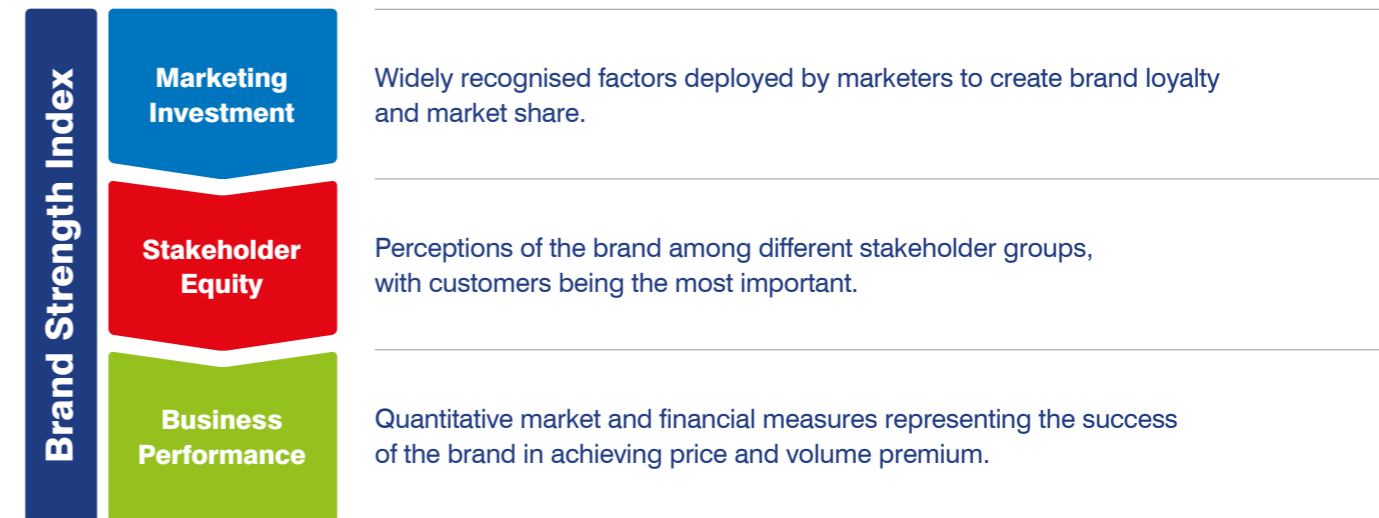 Brand Strength Index
Marketing
Investment
Widely recognised factors deployed by marketers to create brand loyalty
and market share.
Stakeholder
Equity
Perceptions of the brand among different stakeholder groups,
with customers being the most important.
Business
Performance
Quantitative market and financial measures representing the success
of the brand in achieving price and volume premium.